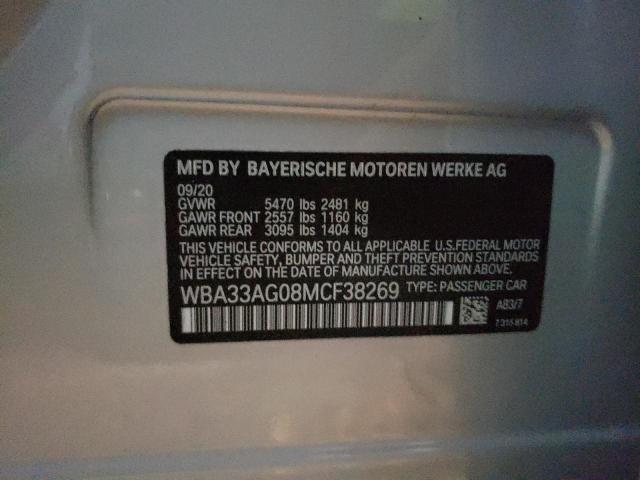 MFD BY BAYERISCHE MOTOREN WERKE AG
09/20
GVWR 5470 lbs 2481 kg
GAWR FRONT 2557 lbs 1160 kg
GAWR REAR 3095 lbs 1404 kg
THIS VEHICLE CONFORMS TO ALL APPLICABLE U.S.FEDERAL MOTOR
VEHICLE SAFETY, BUMPER AND THEFT PREVENTION STANDARDS
IN EFFECT ON THE DATE OF MANUFACTURE SHOWN ABOVE.
WBA33AG08MCF38269 TYPE: PASSENGER CAR
A83/7
7315814